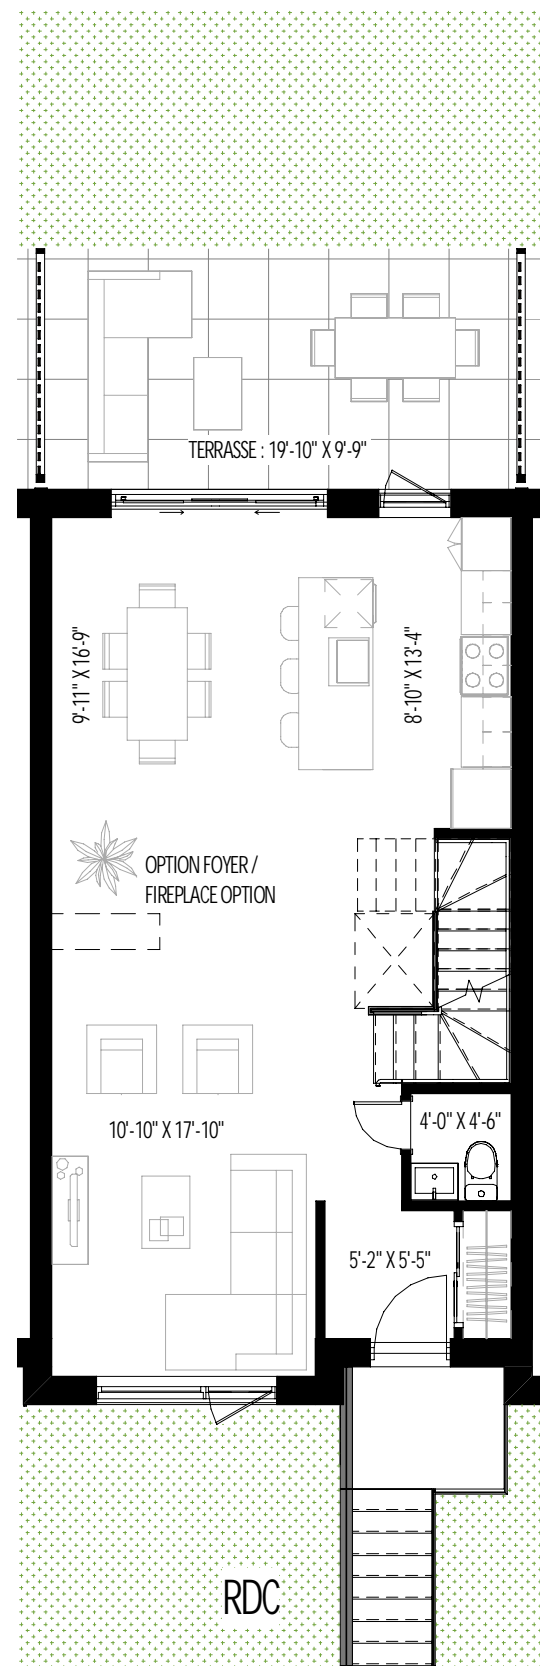 TERRASSE : 19'-10" X 9'-9"
9'-11" X 16'-9"
8'-10" X 13'-4"
OPTION FOYER /
FIREPLACE OPTION
10'-10" X 17'-10"
4'-0" X 4'-6"
5'-2" X 5'-5"
RDC